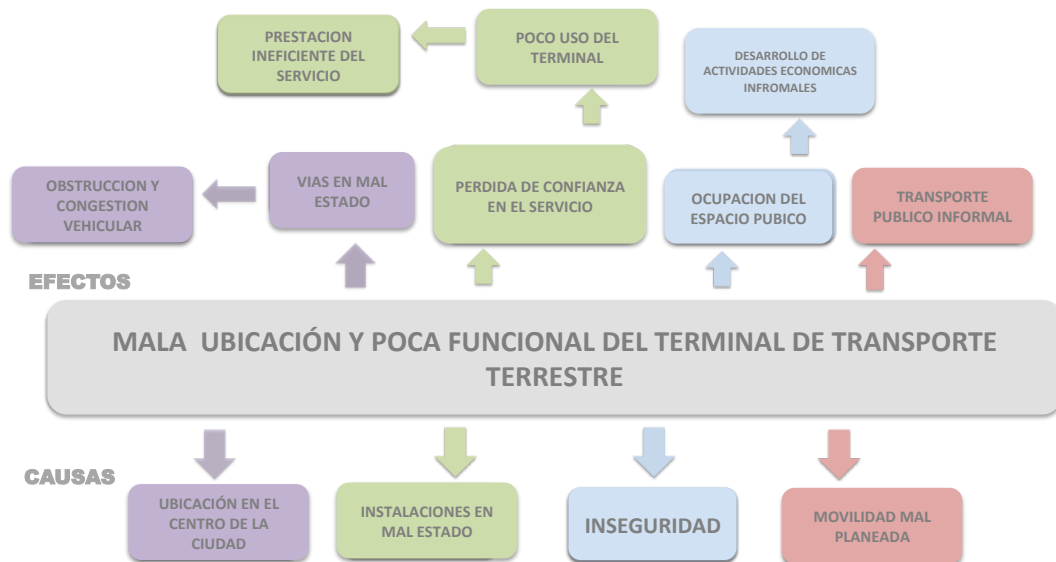 PRESTACION
INEFICIENTE DEL
SERVICIO
POCO USO DEL
TERMINAL
DESARROLLO DE
ACTIVIDADES ECONOMICAS
INFROMALES
OBSTRUCCION Y
CONGESTION
VEHICULAR
VIAS EN MAL
ESTADO
PERDIDA DE CONFIANZA
EN EL SERVICIO
OCUPACION DEL
ESPACIO PUBICO
TRANSPORTE
PUBLICO INFORMAL
EFECTOS
MALA UBICACIÓN Y POCA FUNCIONAL DEL TERMINAL DE TRANSPORTE
TERRESTRE
CAUSAS
UBICACIÓN EN EL
CENTRO DE LA
CIUDAD
INSTALACIONES EN
MAL ESTADO
INSEGURIDAD
MOVILIDAD MAL
PLANEADA